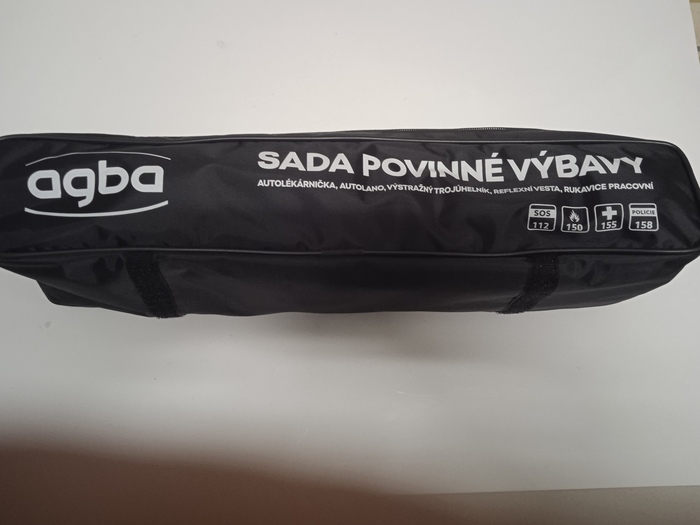 agba
SADA POVINNÉ VÝBAVY
AUTOLÉKÁRNIČKA, AUTOLANO, VÝSTRAŽNÝ TROJÚHELNÍK, REFLEXNÍ VESTA, RUKAVICE PRACOVNÍ
SOS POLICIE
112 150 155 158